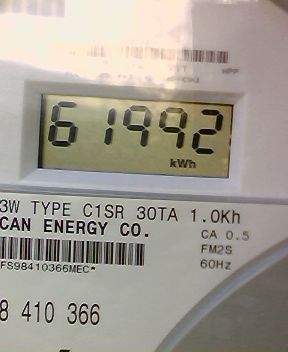 61992
kWh
3W TYPE C1SR 30TA 1.0Kh
CAN ENERGY CO.
CA 0.5
FM2S
FS98410366MEC*
60Hz
8 410 366